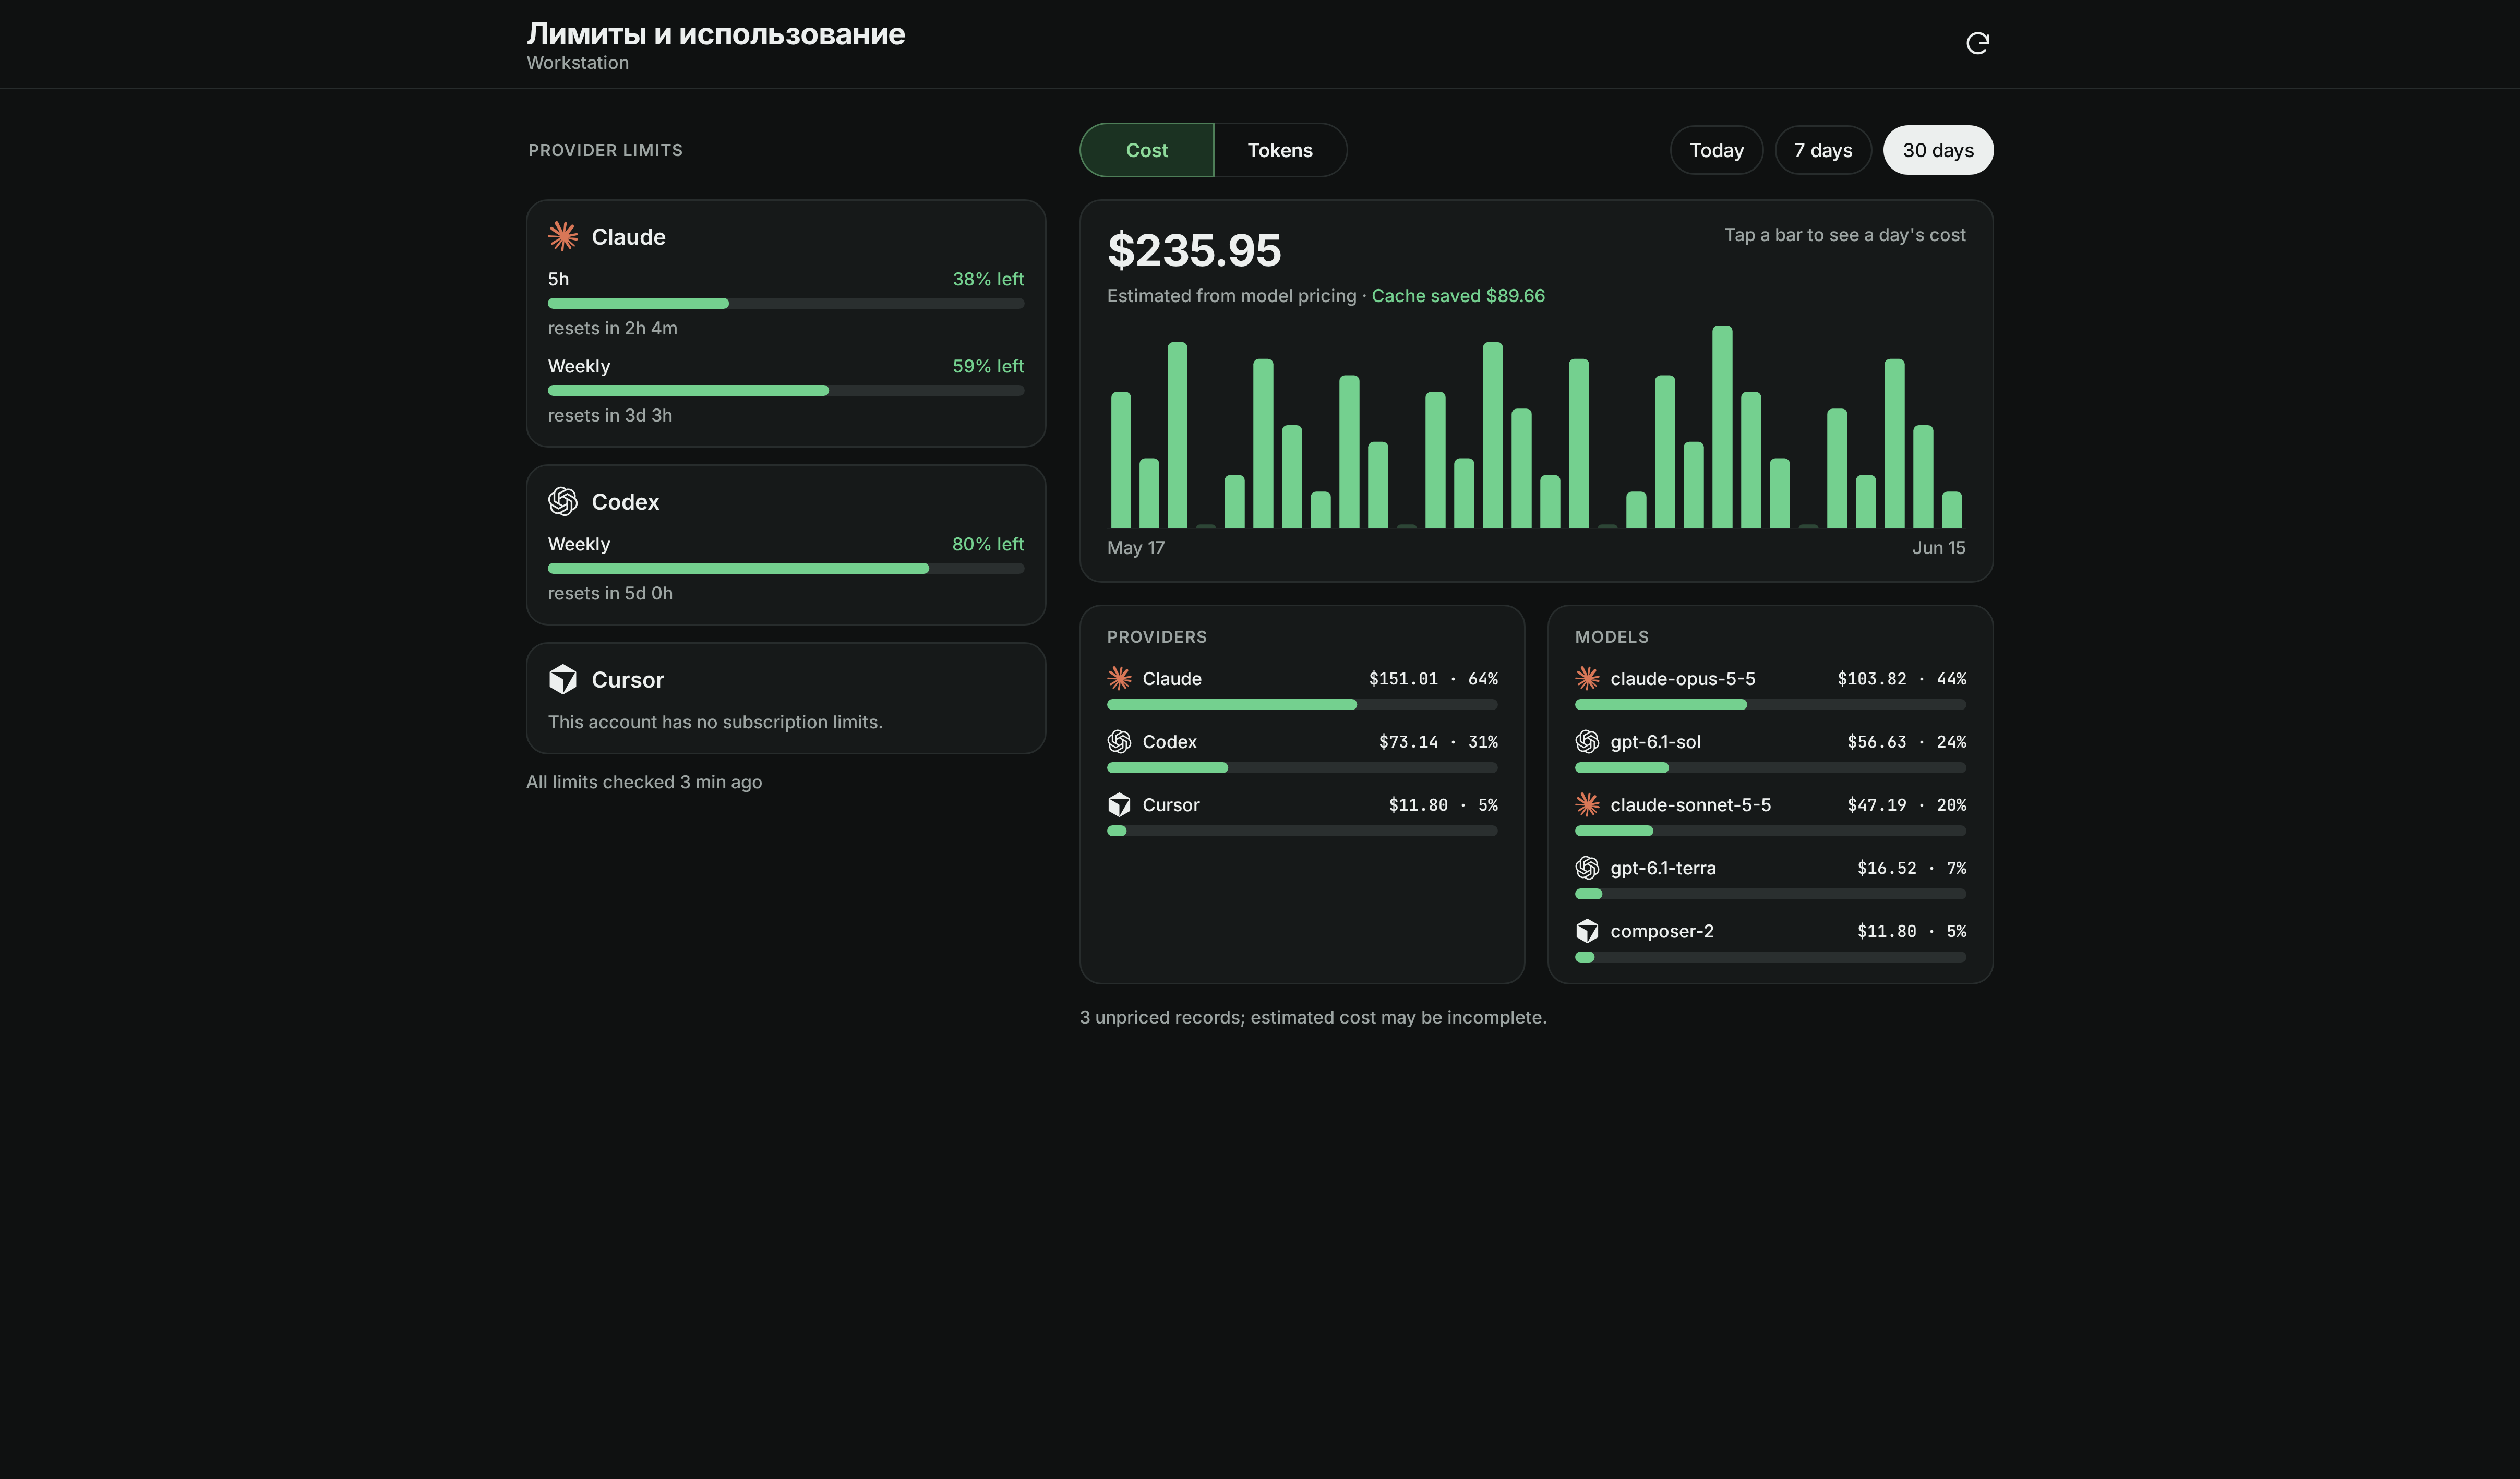 Лимиты и использование
Workstation
PROVIDER LIMITS
Claude
5h 38% left
resets in 2h 4m
Weekly 59% left
resets in 3d 3h
Codex
Weekly 80% left
resets in 5d 0h
Cursor
This account has no subscription limits.
All limits checked 3 min ago
Cost Tokens
Today 7 days 30 days
$235.95
Tap a bar to see a day's cost
Estimated from model pricing · Cache saved $89.66
May 17 Jun 15
PROVIDERS
Claude $151.01 · 64%
Codex $73.14 · 31%
Cursor $11.80 · 5%
MODELS
claude-opus-5-5 $103.82 · 44%
gpt-6.1-sol $56.63 · 24%
claude-sonnet-5-5 $47.19 · 20%
gpt-6.1-terra $16.52 · 7%
composer-2 $11.80 · 5%
3 unpriced records; estimated cost may be incomplete.